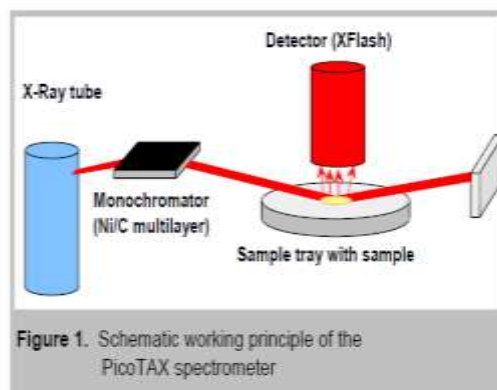 Detector (XFlash)
X-Ray tube
Monochromator
(Ni/C multilayer)
Sample tray with sample
Figure 1. Schematic working principle of the
PicoTAX spectrometer